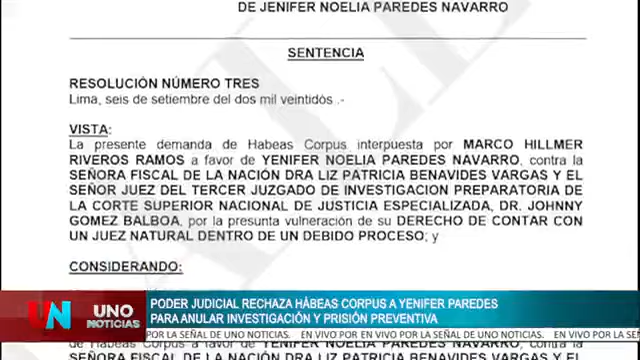 DE JENIFER NOELIA PAREDES NAVARRO
SENTENCIA
RESOLUCIÓN NÚMERO TRES
Lima, seis de setiembre del dos mil veintidós .-
VISTA:
La presente demanda de Habeas Corpus interpuesta por MARCO HILLMER
RIVEROS RAMOS a favor de YENIFER NOELIA PAREDES NAVARRO, contra la
SEÑORA FISCAL DE LA NACIÓN DRA LIZ PATRICIA BENAVIDES VARGAS Y EL
SEÑOR JUEZ DEL TERCER JUZGADO DE INVESTIGACION PREPARATORIA DE
LA CORTE SUPERIOR NACIONAL DE JUSTICIA ESPECIALIZADA, DR. JOHNNY
GOMEZ BALBOA, por la presunta vulneración de su DERECHO DE CONTAR CON
UN JUEZ NATURAL DENTRO DE UN DEBIDO PROCESO; y
CONSIDERANDO:
UN UNO
NOTICIAS
PODER JUDICIAL RECHAZA HÁBEAS CORPUS A YENIFER PAREDES
PARA ANULAR INVESTIGACIÓN Y PRISIÓN PREVENTIVA
POR LA SEÑAL DE UNO NOTICIAS. EN VIVO POR EN VIVO POR LA SEÑAL DE UNO NOTICIAS. EN VIVO POR
de Habeas Corpus a favor de YENIFER NOELIA PAREDES NAVARRO, contra la
SEÑORA FISCAL DE LA NACIÓN DRA LIZ PATRICIA BENAVIDES VARGAS Y EL